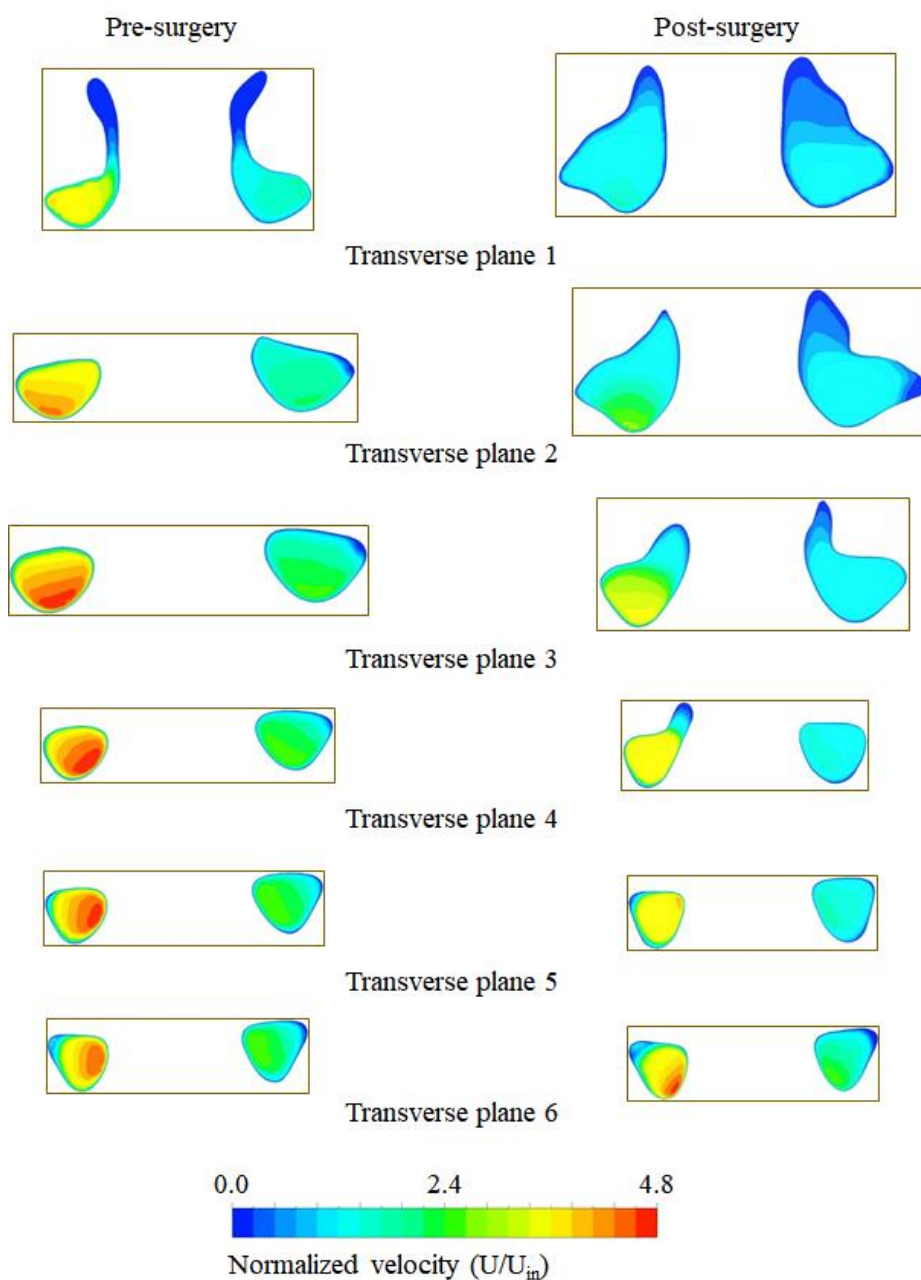 Pre-surgery Post-surgery
Transverse plane 1
Transverse plane 2
Transverse plane 3
Transverse plane 4
Transverse plane 5
Transverse plane 6
0.0 2.4 4.8
Normalized velocity (U/Uin)